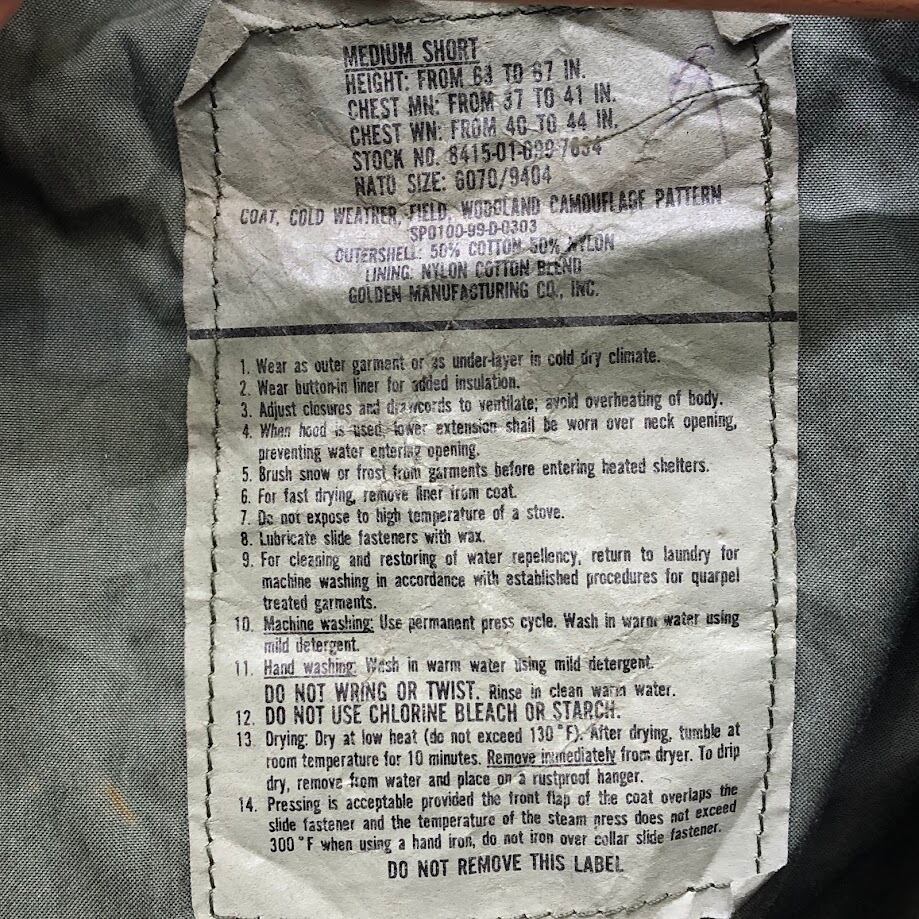 MEDIUM SHORT
HEIGHT: FROM 63 TO 67 IN.
CHEST MN: FROM 37 TO 41 IN.
CHEST WN: FROM 40 TO 44 IN.
STOCK NO. 8415-01-099-7834
NATO SIZE: 6070/9404
COAT, COLD WEATHER, FIELD, WOODLAND CAMOUFLAGE PATTERN
SPO100-99-D-0303
OUTERSHELL: 50% COTTON 50% NYLON
LINING: NYLON COTTON BLEND
GOLDEN MANUFACTURING CO., INC.
1. Wear as outer garment or as under-layer in cold dry climate.
2. Wear button-in liner for added insulation.
3. Adjust closures and drawcords to ventilate; avoid overheating of body.
4. When hood is used, lower extension shall be worn over neck opening,
preventing water entering opening.
5. Brush snow or frost from garments before entering heated shelters.
6. For fast drying, remove liner from coat.
7. Do not expose to high temperature of a stove.
8. Lubricate slide fasteners with wax.
9. For cleaning and restoring of water repellency, return to laundry for
machine washing in accordance with established procedures for quarpel
treated garments.
10. Machine washing: Use permanent press cycle. Wash in warm water using
mild detergent.
11. Hand washing: Wash in warm water using mild detergent.
DO NOT WRING OR TWIST. Rinse in clean warm water.
12. DO NOT USE CHLORINE BLEACH OR STARCH.
13. Drying: Dry at low heat (do not exceed 130°F). After drying, tumble at
room temperature for 10 minutes. Remove immediately from dryer. To drip
dry, remove from water and place on a rustproof hanger.
14. Pressing is acceptable provided the front flap of the coat overlaps the
slide fastener and the temperature of the steam press does not exceed
300°F when using a hand iron, do not iron over collar slide fastener.
DO NOT REMOVE THIS LABEL